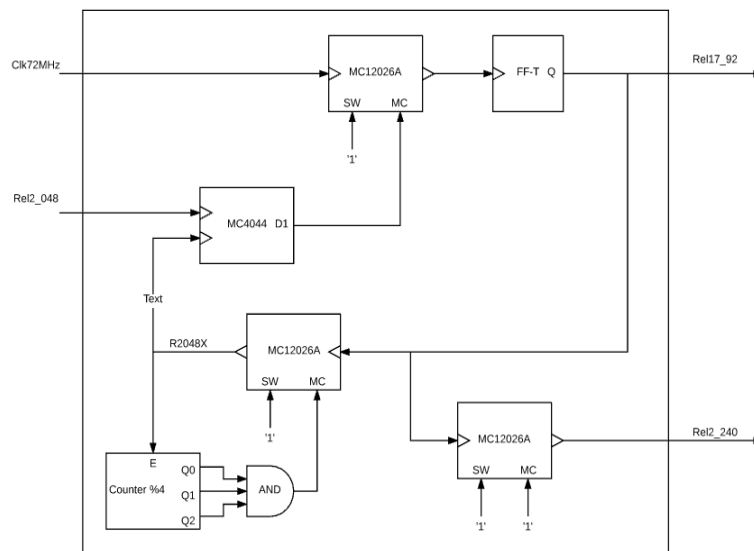 Clk72MHz
MC12026A
SW MC
'1'
FF-T Q
Rel17_92
Rel2_048
MC4044 D1
Text
R2048X
MC12026A
SW MC
'1'
MC12026A
SW MC
'1' '1'
Rel2_240
E
Counter %4
Q0
Q1
Q2
AND